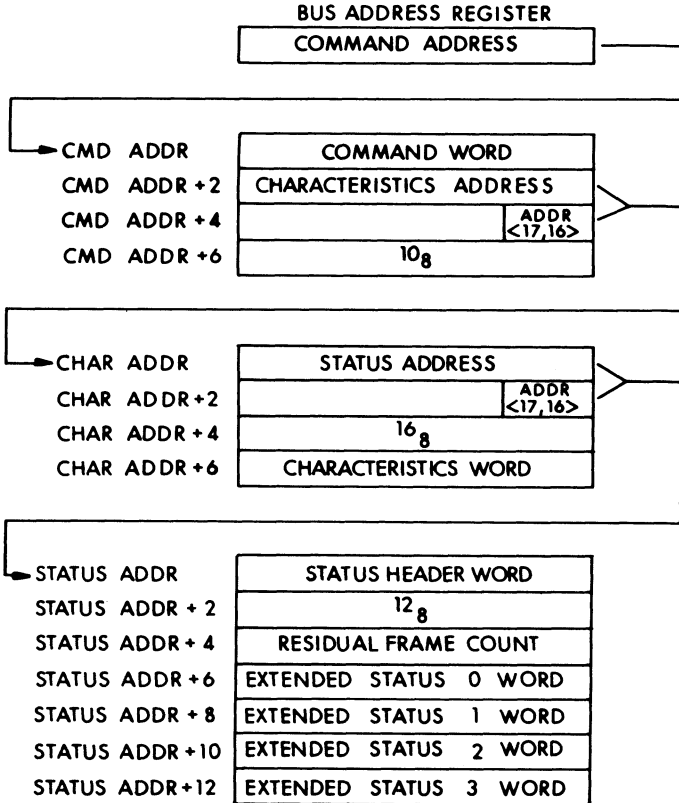 BUS ADDRESS REGISTER
COMMAND ADDRESS
CMD ADDR COMMAND WORD
CMD ADDR +2 CHARACTERISTICS ADDRESS
CMD ADDR +4 ADDR <17,16>
CMD ADDR +6 10₈
CHAR ADDR STATUS ADDRESS
CHAR ADDR+2 ADDR <17,16>
CHAR ADDR +4 16₈
CHAR ADDR +6 CHARACTERISTICS WORD
STATUS ADDR STATUS HEADER WORD
STATUS ADDR + 2 12₈
STATUS ADDR + 4 RESIDUAL FRAME COUNT
STATUS ADDR +6 EXTENDED STATUS 0 WORD
STATUS ADDR + 8 EXTENDED STATUS 1 WORD
STATUS ADDR +10 EXTENDED STATUS 2 WORD
STATUS ADDR+12 EXTENDED STATUS 3 WORD